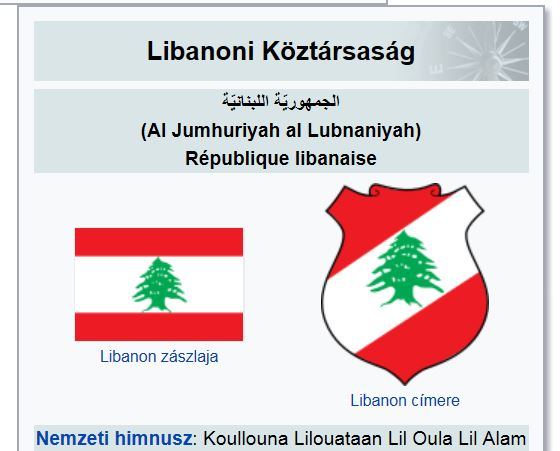 Libanoni Köztársaság
الجمهوريّة اللبنانيّة
(Al Jumhuriyah al Lubnaniyah)
République libanaise
Libanon zászlaja
Libanon címere
Nemzeti himnusz: Koullouna Lilouataan Lil Oula Lil Alam